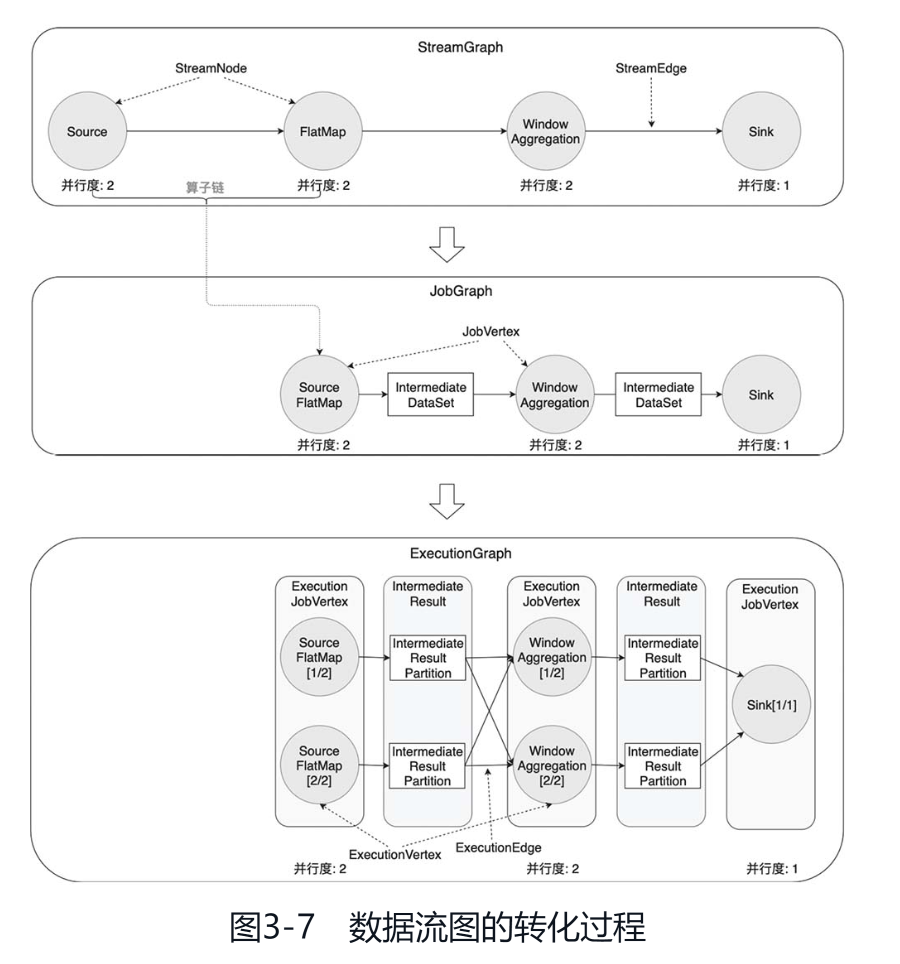 StreamGraph
StreamNode
StreamEdge
Source
FlatMap
Window
Aggregation
Sink
并行度: 2
算子链
并行度: 2
并行度: 2
并行度: 1
JobGraph
JobVertex
Source
FlatMap
Intermediate
DataSet
Window
Aggregation
Intermediate
DataSet
Sink
并行度: 2
并行度: 2
并行度: 1
ExecutionGraph
Execution
JobVertex
Intermediate
Result
Execution
JobVertex
Intermediate
Result
Execution
JobVertex
Source
FlatMap
[1/2]
Intermediate
Result
Partition
Window
Aggregation
[1/2]
Intermediate
Result
Partition
Sink[1/1]
Source
FlatMap
[2/2]
Intermediate
Result
Partition
Window
Aggregation
[2/2]
Intermediate
Result
Partition
ExecutionVertex
ExecutionEdge
并行度: 2
并行度: 2
并行度: 1
图3-7 数据流图的转化过程